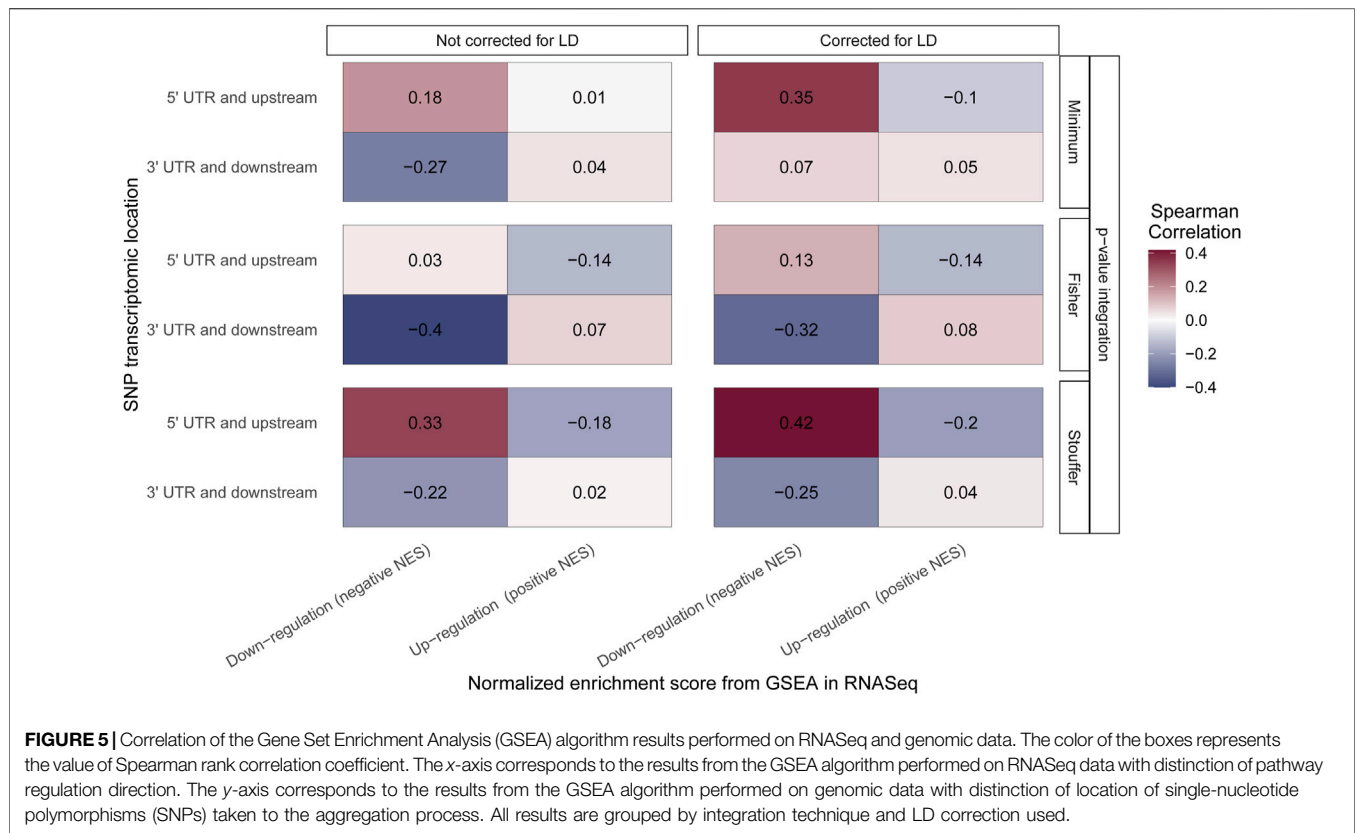 Not corrected for LD
Corrected for LD
5' UTR and upstream
0.18
0.01
0.35
−0.1
3' UTR and downstream
−0.27
0.04
0.07
0.05
Minimum
5' UTR and upstream
0.03
−0.14
0.13
−0.14
3' UTR and downstream
−0.4
0.07
−0.32
0.08
Fisher
5' UTR and upstream
0.33
−0.18
0.42
−0.2
3' UTR and downstream
−0.22
0.02
−0.25
0.04
Stouffer
p−value integration
SNP transcriptomic location
Spearman
Correlation
0.4
0.2
0.0
−0.2
−0.4
Down−regulation (negative NES)
Up−regulation (positive NES)
Down−regulation (negative NES)
Up−regulation (positive NES)
Normalized enrichment score from GSEA in RNASeq
FIGURE 5 | Correlation of the Gene Set Enrichment Analysis (GSEA) algorithm results performed on RNASeq and genomic data. The color of the boxes represents
the value of Spearman rank correlation coefficient. The x-axis corresponds to the results from the GSEA algorithm performed on RNASeq data with distinction of pathway
regulation direction. The y-axis corresponds to the results from the GSEA algorithm performed on genomic data with distinction of location of single-nucleotide
polymorphisms (SNPs) taken to the aggregation process. All results are grouped by integration technique and LD correction used.